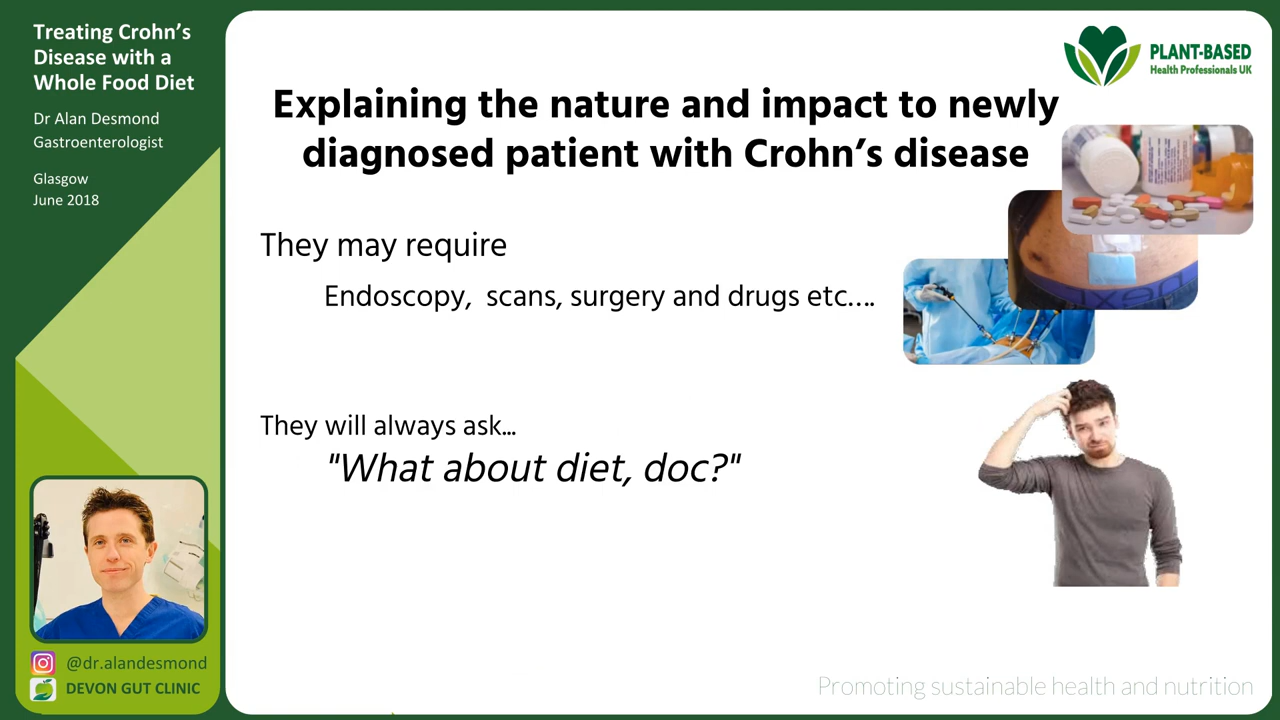 Treating Crohn’s
Disease with a
Whole Food Diet
Dr Alan Desmond
Gastroenterologist
Glasgow
June 2018
@dr.alandesmond
DEVON GUT CLINIC
PLANT-BASED
Health Professionals UK
Explaining the nature and impact to newly
diagnosed patient with Crohn’s disease
They may require
Endoscopy,  scans, surgery and drugs etc….
They will always ask...
"What about diet, doc?"
Promoting sustainable health and nutrition